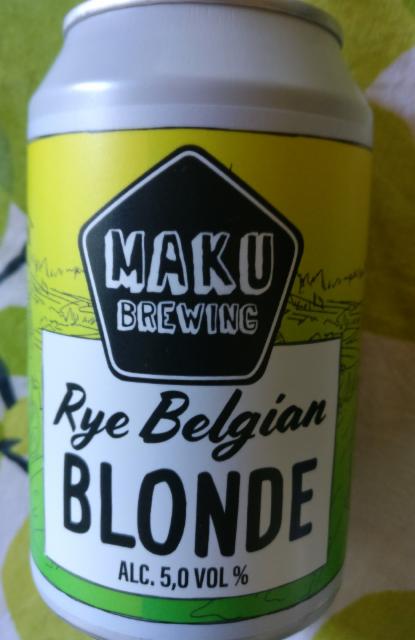 MAKU
BREWING
Rye Belgian
BLONDE
ALC. 5,0 VOL %